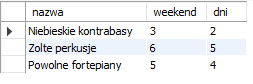 nazwa weekend dni
Niebieskie kontrabasy 3 2
Zolte perkusje 6 5
Powolne fortepiany 5 4